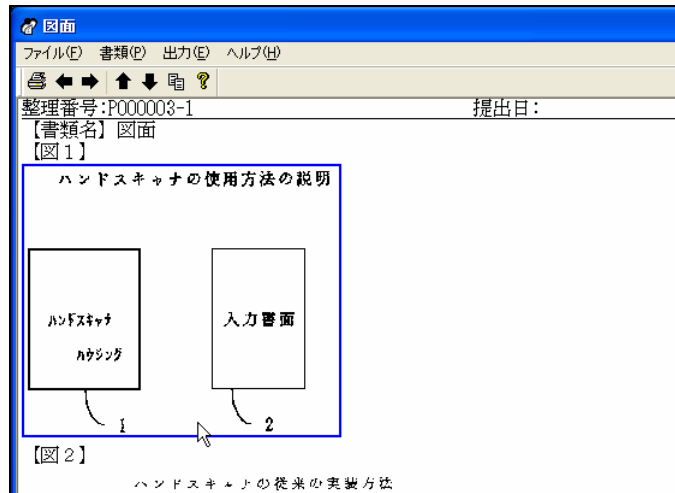 図面
ファイル(F) 書類(P) 出力(E) ヘルプ(H)
整理番号:P000003-1 提出日:
【書類名】図面
【図1】
ハンドスキャナの使用方法の説明
ハンドスキャナ
ハウジング
入力書面
1 2
【図2】
ハンドスキャナの従来の実装方法